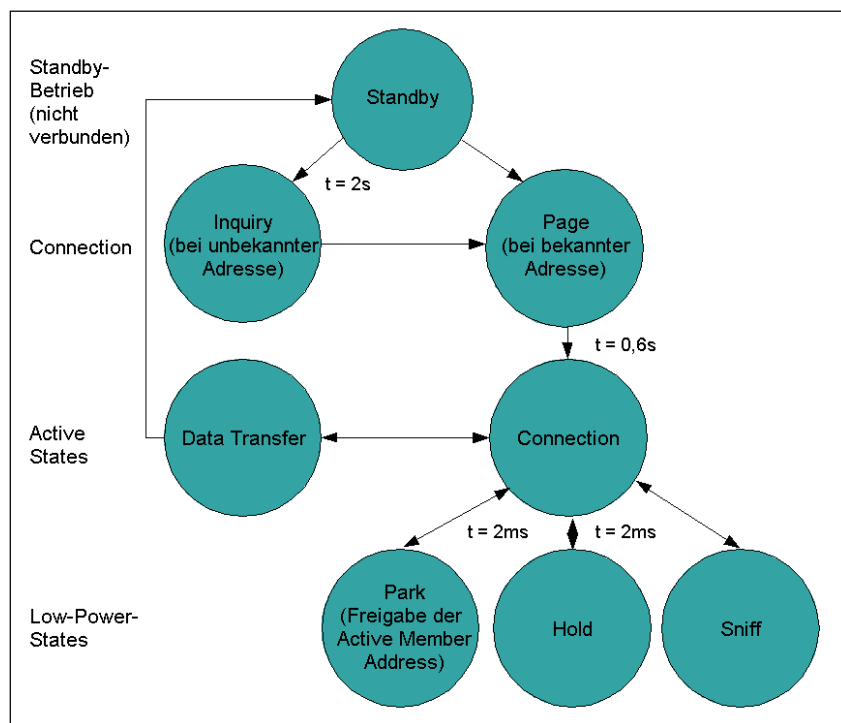 Standby-
Betrieb
(nicht
verbunden)
Standby
t = 2s
Connection
Inquiry
(bei unbekannter
Adresse)
Page
(bei bekannter
Adresse)
t = 0,6s
Active
States
Data Transfer
Connection
t = 2ms
t = 2ms
Low-Power-
States
Park
(Freigabe der
Active Member
Address)
Hold
Sniff